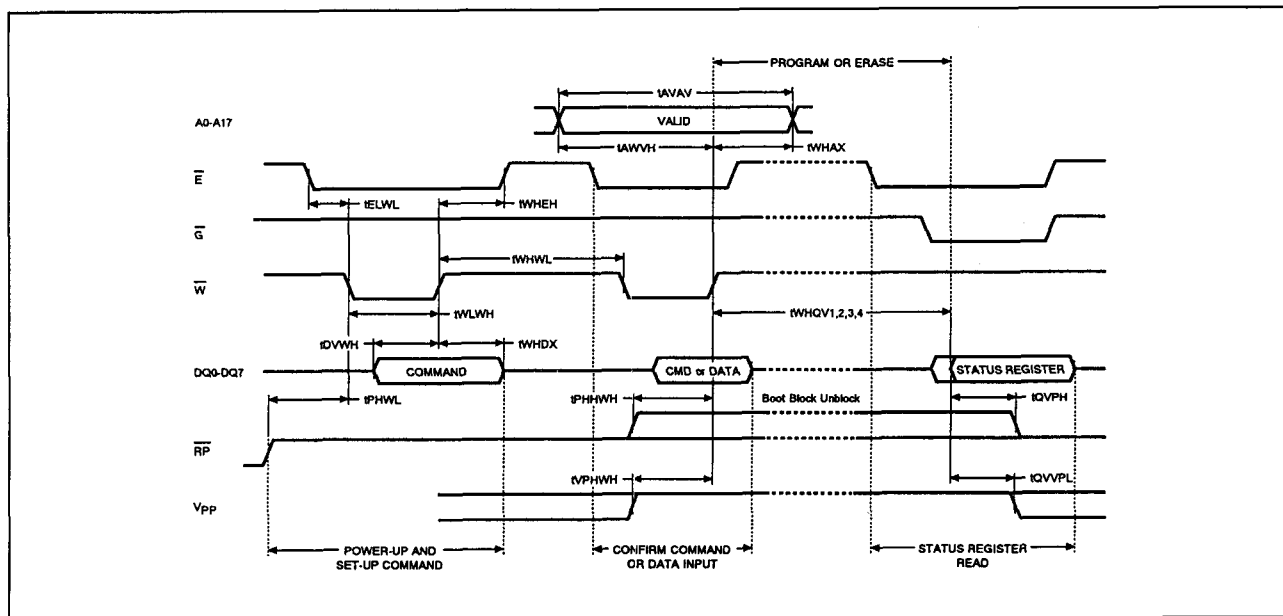 PROGRAM OR ERASE
tAVAV
A0-A17
VALID
tAWVH
tWHAX
E
tELWL
tWHEH
G
tWHWL
W
tWLWH
tWHQV1,2,3,4
tDVWH
tWHDX
DQ0-DQ7
COMMAND
CMD or DATA
STATUS REGISTER
tPHWL
tPHHWH
Boot Block Unblock
tQVPH
RP
tVPHWH
tQVVPL
VPP
POWER-UP AND
SET-UP COMMAND
CONFIRM COMMAND
OR DATA INPUT
STATUS REGISTER
READ